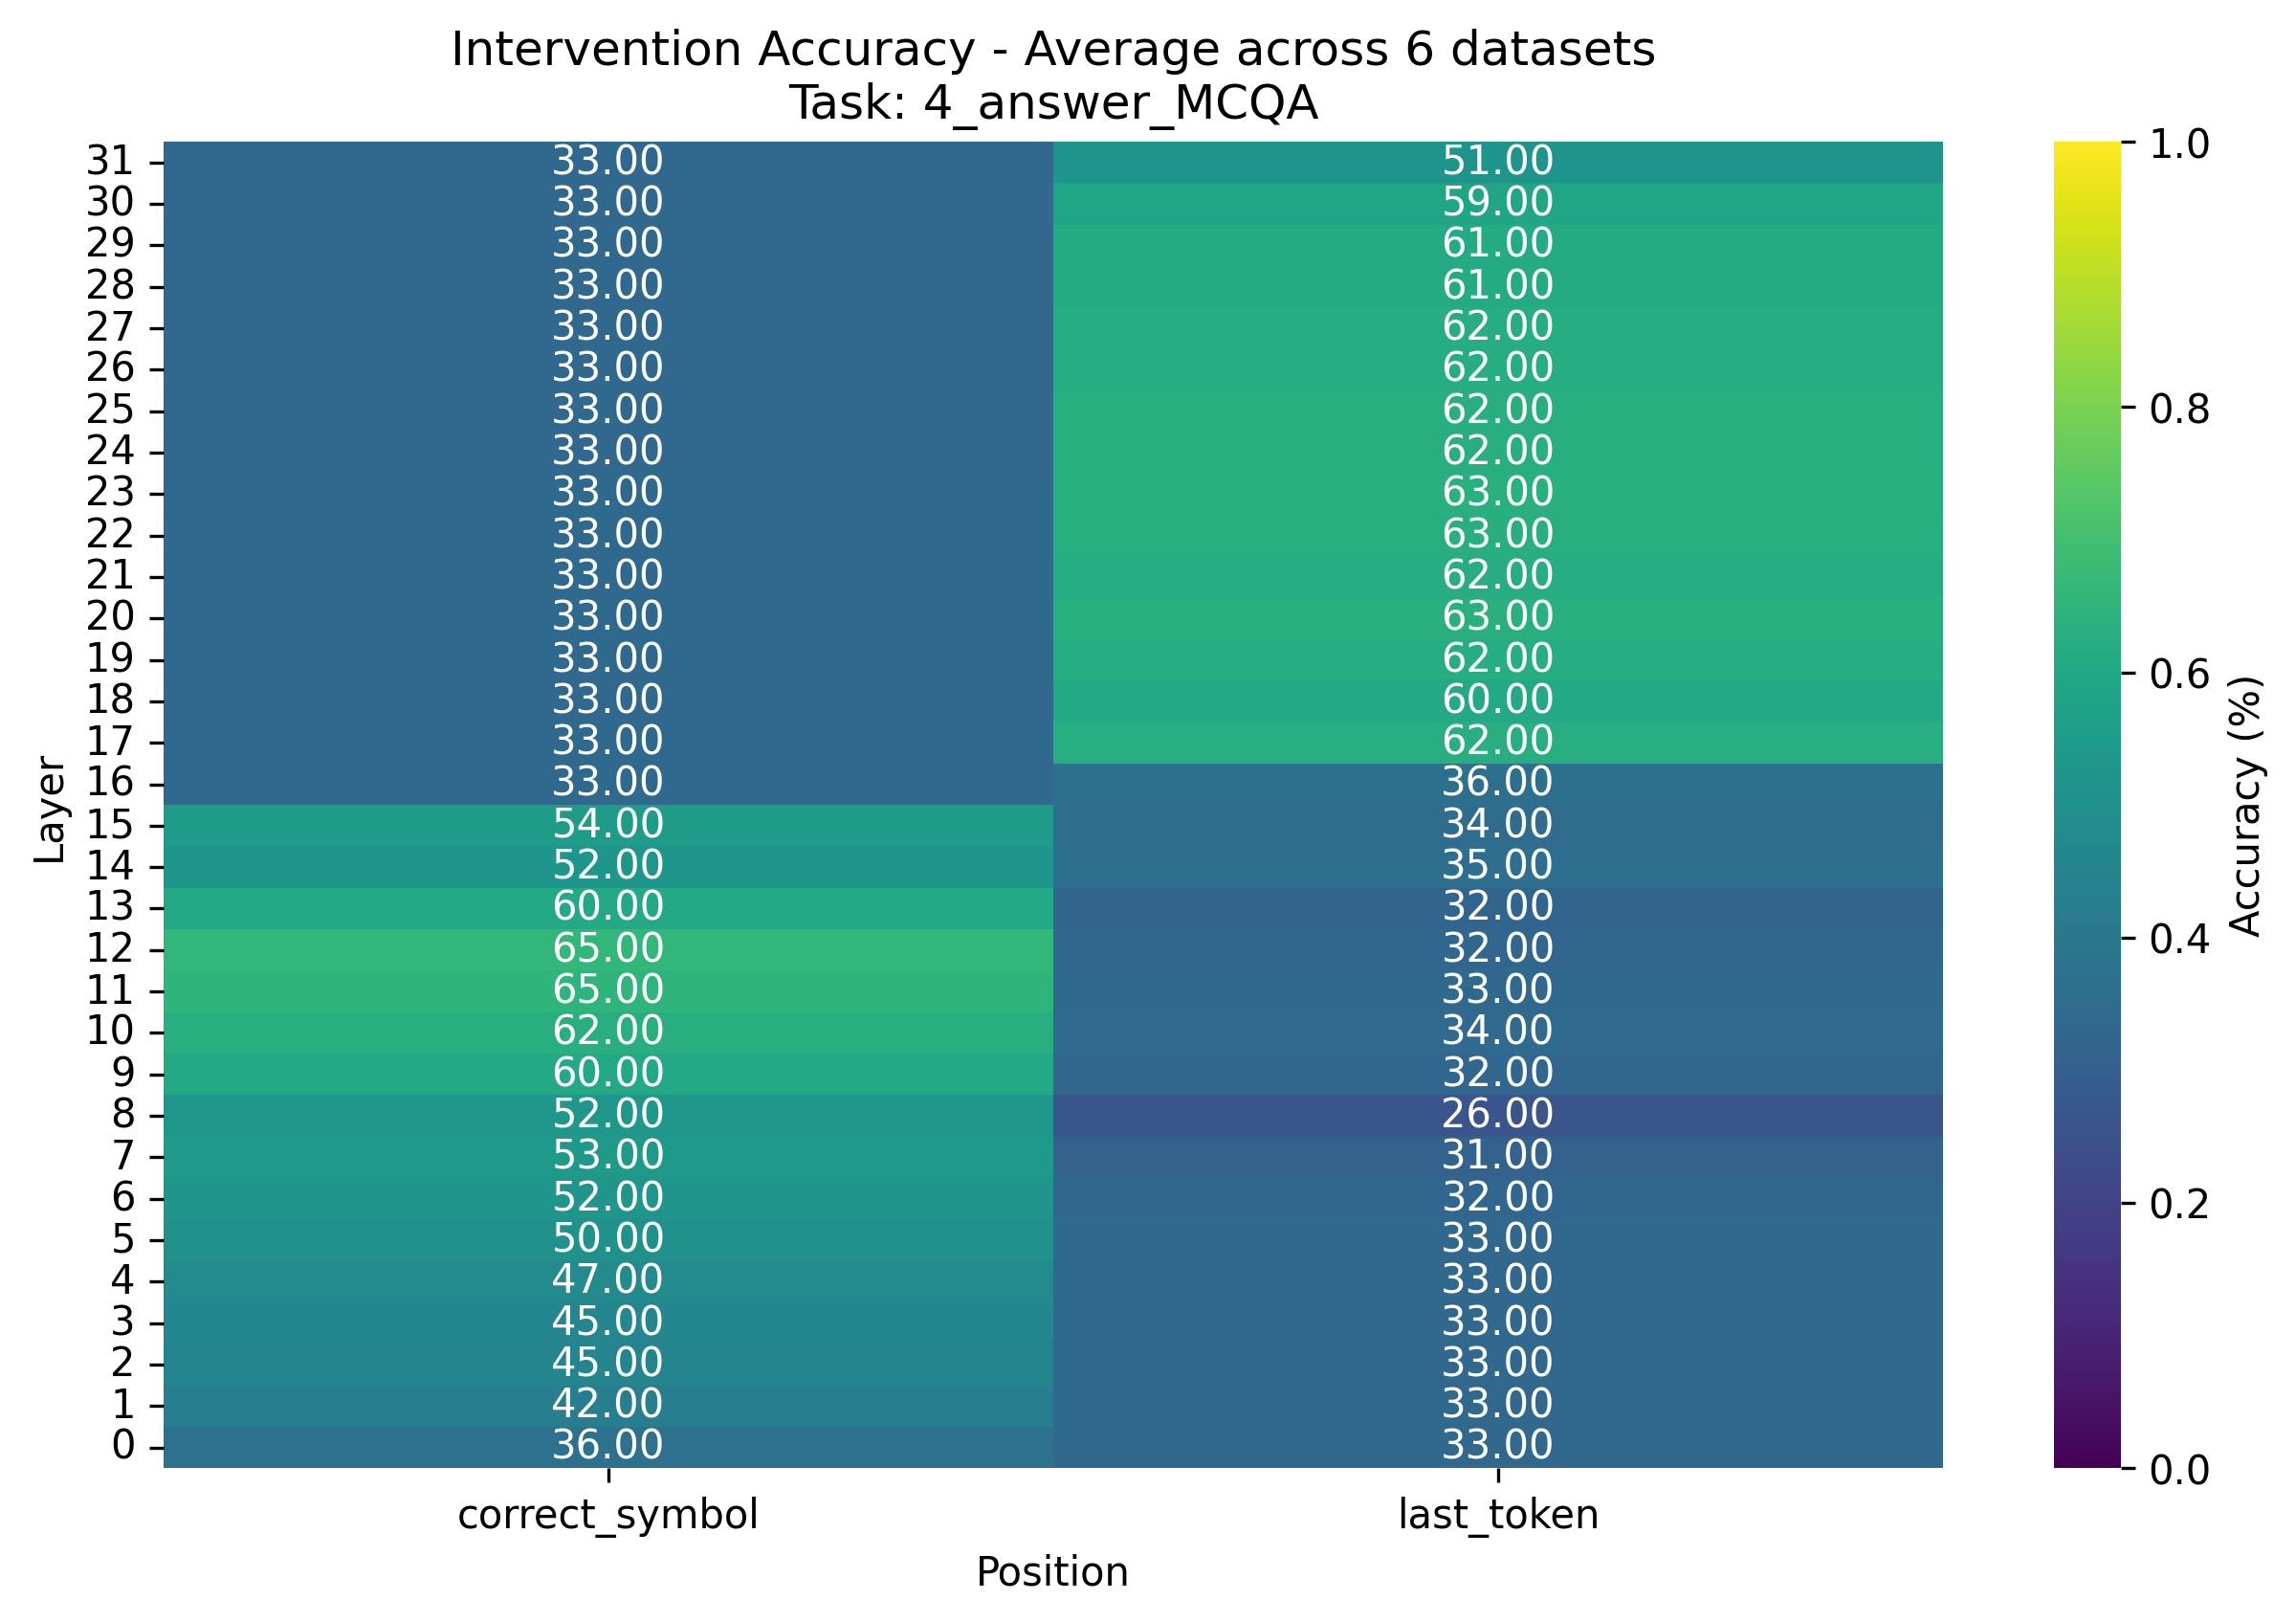 Intervention Accuracy - Average across 6 datasets
Task: 4_answer_MCQA
31 33.00 51.00
30 33.00 59.00
29 33.00 61.00
28 33.00 61.00
27 33.00 62.00
26 33.00 62.00
25 33.00 62.00
24 33.00 62.00
23 33.00 63.00
22 33.00 63.00
21 33.00 62.00
20 33.00 63.00
19 33.00 62.00
18 33.00 60.00
17 33.00 62.00
16 33.00 36.00
15 54.00 34.00
14 52.00 35.00
13 60.00 32.00
12 65.00 32.00
11 65.00 33.00
10 62.00 34.00
9 60.00 32.00
8 52.00 26.00
7 53.00 31.00
6 52.00 32.00
5 50.00 33.00
4 47.00 33.00
3 45.00 33.00
2 45.00 33.00
1 42.00 33.00
0 36.00 33.00
correct_symbol last_token
Position
Layer
1.0
0.8
0.6
0.4
0.2
0.0
Accuracy (%)